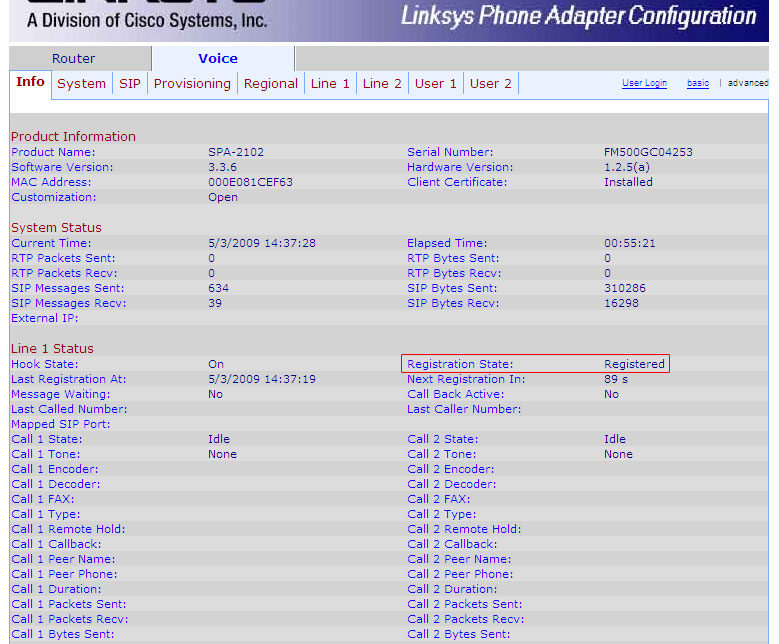 A Division of Cisco Systems, Inc. Linksys Phone Adapter Configuration
Router Voice
Info System SIP Provisioning Regional Line 1 Line 2 User 1 User 2 User Login basic | advanced
Product Information
Product Name: SPA-2102 Serial Number: FM500GC04253
Software Version: 3.3.6 Hardware Version: 1.2.5(a)
MAC Address: 000E081CEF63 Client Certificate: Installed
Customization: Open
System Status
Current Time: 5/3/2009 14:37:28 Elapsed Time: 00:55:21
RTP Packets Sent: 0 RTP Bytes Sent: 0
RTP Packets Recv: 0 RTP Bytes Recv: 0
SIP Messages Sent: 634 SIP Bytes Sent: 310286
SIP Messages Recv: 39 SIP Bytes Recv: 16298
External IP:
Line 1 Status
Hook State: On Registration State: Registered
Last Registration At: 5/3/2009 14:37:19 Next Registration In: 89 s
Message Waiting: No Call Back Active: No
Last Called Number: Last Caller Number:
Mapped SIP Port:
Call 1 State: Idle Call 2 State: Idle
Call 1 Tone: None Call 2 Tone: None
Call 1 Encoder: Call 2 Encoder:
Call 1 Decoder: Call 2 Decoder:
Call 1 FAX: Call 2 FAX:
Call 1 Type: Call 2 Type:
Call 1 Remote Hold: Call 2 Remote Hold:
Call 1 Callback: Call 2 Callback:
Call 1 Peer Name: Call 2 Peer Name:
Call 1 Peer Phone: Call 2 Peer Phone:
Call 1 Duration: Call 2 Duration:
Call 1 Packets Sent: Call 2 Packets Sent:
Call 1 Packets Recv: Call 2 Packets Recv:
Call 1 Bytes Sent: Call 2 Bytes Sent: